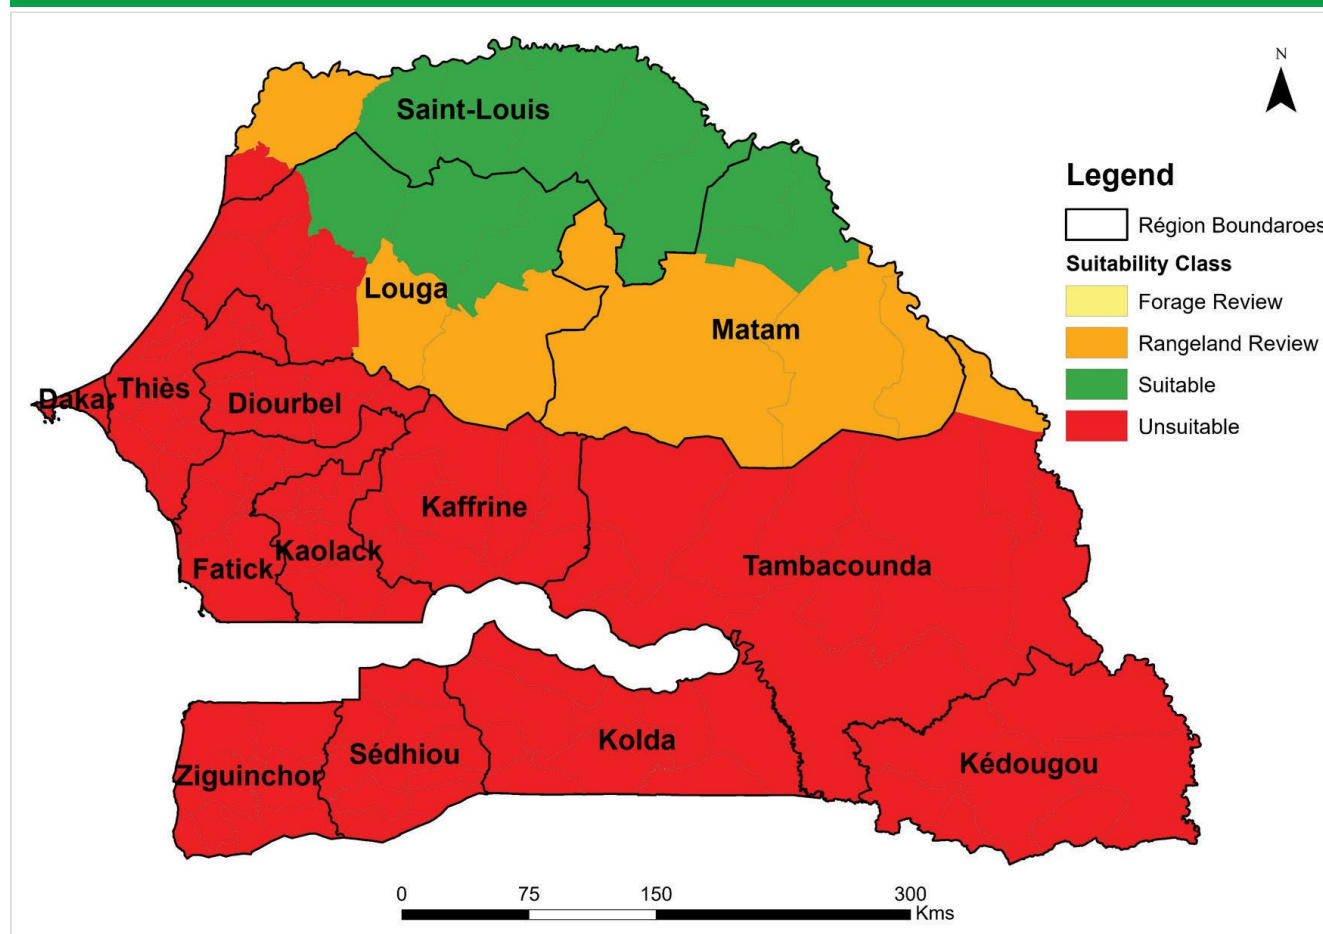 N
Saint-Louis
Legend
Région Boundaroes
Suitability Class
Forage Review
Rangeland Review
Suitable
Unsuitable
Louga
Matam
Dakar
Thiès
Diourbel
Kaffrine
Kaolack
Fatick
Tambacounda
Kolda
Sédhiou
Ziguinchor
Kédougou
0 75 150 300
Kms